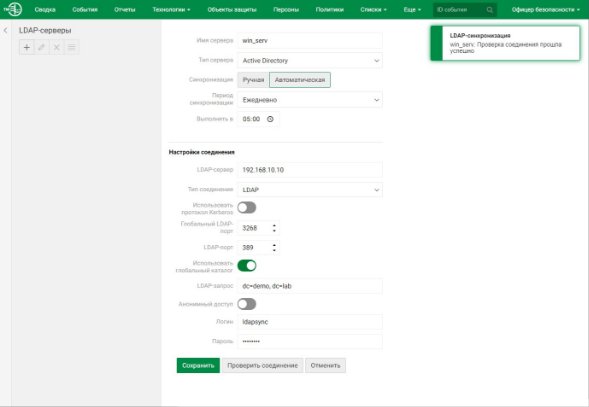 ТМ
Сводка
События
Отчеты
Технологии
Объекты защиты
Персоны
Политики
Списки
Еще
ID события
Офицер безопасности
LDAP-серверы
LDAP-синхронизация
win_serv: Проверка соединения прошла
успешно
Имя сервера
win_serv
Тип сервера
Active Directory
Синхронизация
Ручная
Автоматическая
Период
синхронизации
Ежедневно
Выполнять в
05:00
Настройки соединения
LDAP-сервер
192.168.10.10
Тип соединения
LDAP
Использовать
протокол Kerberos
Глобальный LDAP-
порт
3268
LDAP-порт
389
Использовать
глобальный каталог
LDAP-запрос
dc=demo, dc=lab
Анонимный доступ
Логин
ldapsync
Пароль
••••••••
Сохранить
Проверить соединение
Отменить